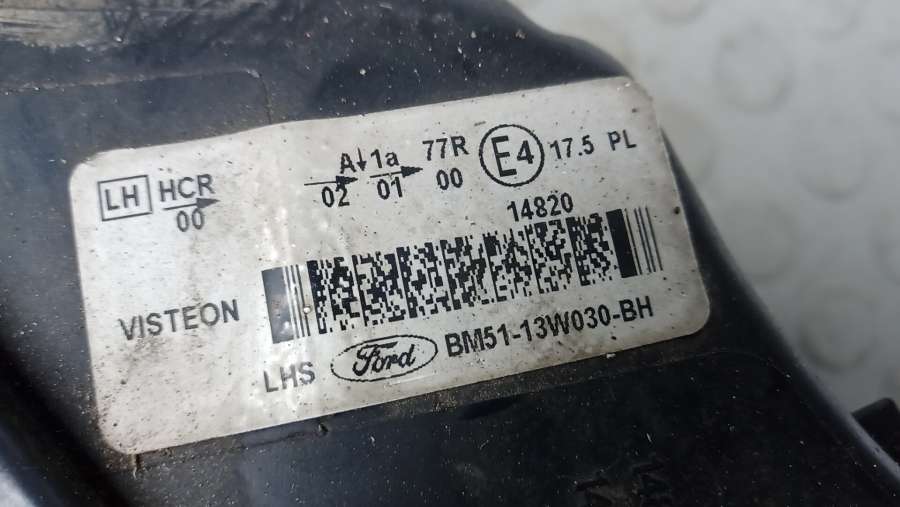 LH HCR 00 A↓ 02 1a 01 77R 00 E4 17.5 PL
14820
VISTEON
LHS Ford BM51-13W030-BH